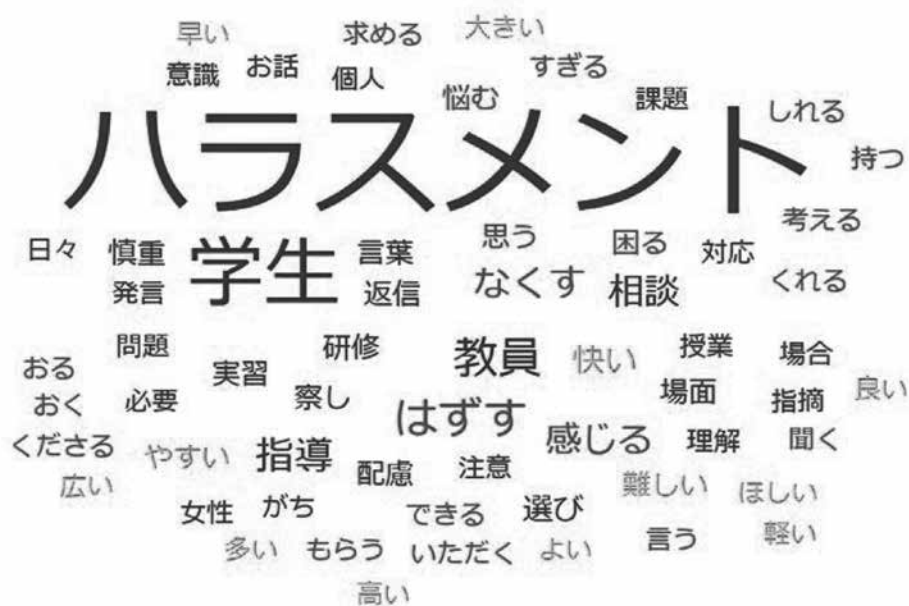 早い 求める 大きい
意識 お話 個人 すぎる
悩む 課題 しれる
ハラスメント 持つ
考える
日々 慎重 学生 言葉 思う 困る 対応
発言 返信 なくす 相談 くれる
問題 研修 教員 快い 授業 場合
おる 実習 場面 良い
おく 必要 察し はずす 指摘
くださる やすい 指導 感じる 理解 聞く
広い 配慮 注意 難しい ほしい
女性 がち できる 選び 軽い
多い もらう いただく よい 言う
高い